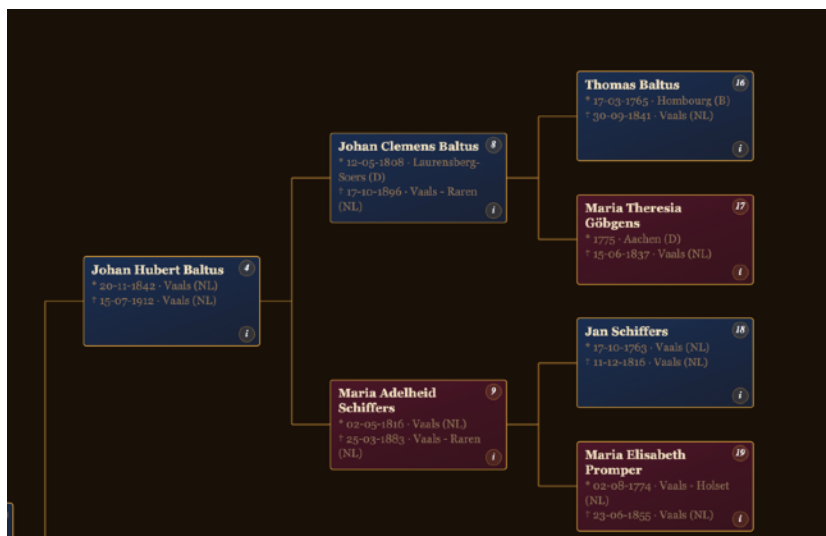 Thomas Baltus 16
* 17-03-1765 · Hombourg (B)
† 30-09-1841 · Vaals (NL)
i
Johan Clemens Baltus 8
* 12-05-1808 · Laurensberg-
Soers (D)
† 17-10-1896 · Vaals - Raren
(NL)
i
Maria Theresia 17
Göbgens
* 1775 · Aachen (D)
† 15-06-1837 · Vaals (NL)
i
Johan Hubert Baltus 4
* 20-11-1842 · Vaals (NL)
† 15-07-1912 · Vaals (NL)
i
Jan Schiffers 18
* 17-10-1763 · Vaals (NL)
† 11-12-1816 · Vaals (NL)
i
Maria Adelheid 9
Schiffers
* 02-05-1816 · Vaals (NL)
† 25-03-1883 · Vaals - Raren
(NL)
i
Maria Elisabeth 19
Promper
* 02-08-1774 · Vaals - Holset
(NL)
† 23-06-1855 · Vaals (NL)
i